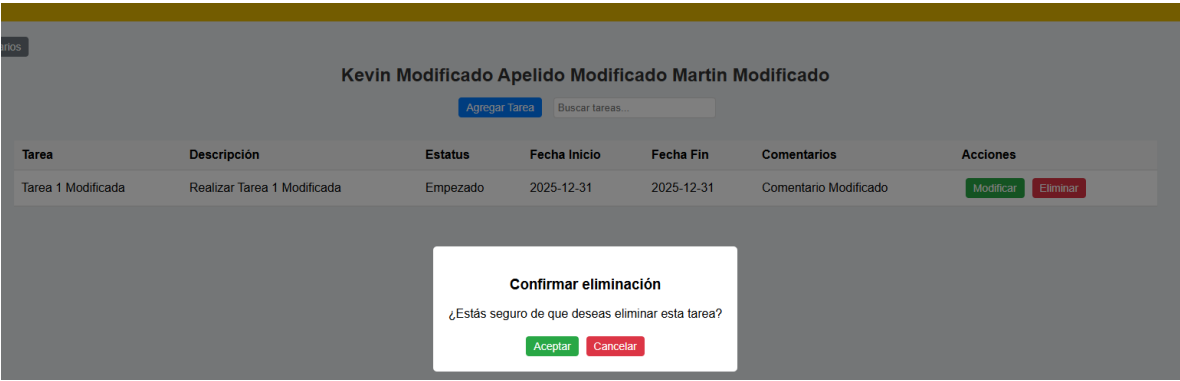 arios
Kevin Modificado Apelido Modificado Martin Modificado
Agregar Tarea Buscar tareas...
Tarea Descripción Estatus Fecha Inicio Fecha Fin Comentarios Acciones
Tarea 1 Modificada Realizar Tarea 1 Modificada Empezado 2025-12-31 2025-12-31 Comentario Modificado Modificar Eliminar
Confirmar eliminación
¿Estás seguro de que deseas eliminar esta tarea?
Aceptar Cancelar